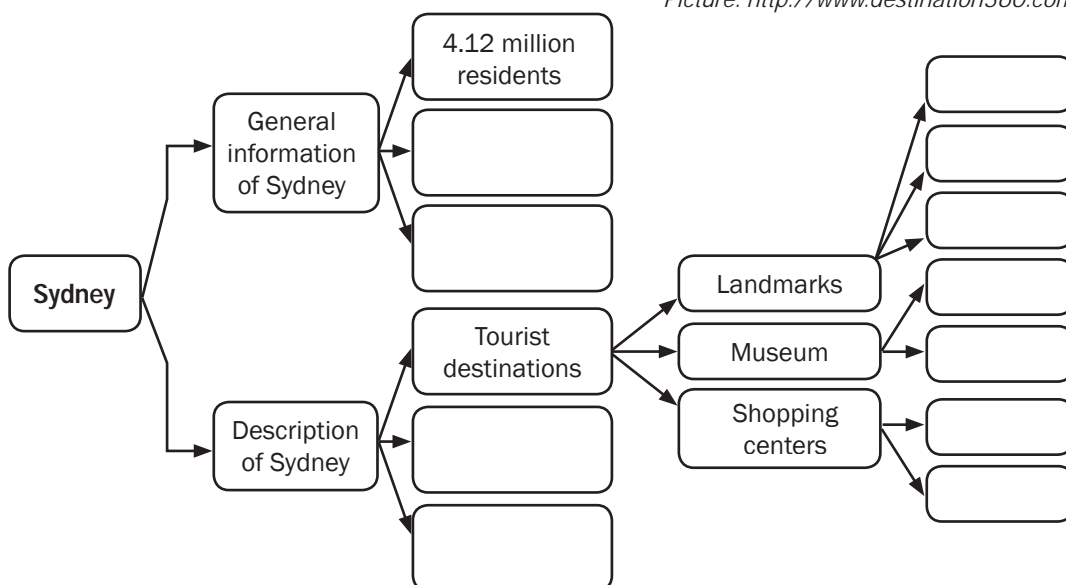 Picture: http://www.destination360.com
4.12 million
residents
General
information
of Sydney
Sydney
Landmarks
Tourist
destinations
Museum
Shopping
centers
Description
of Sydney